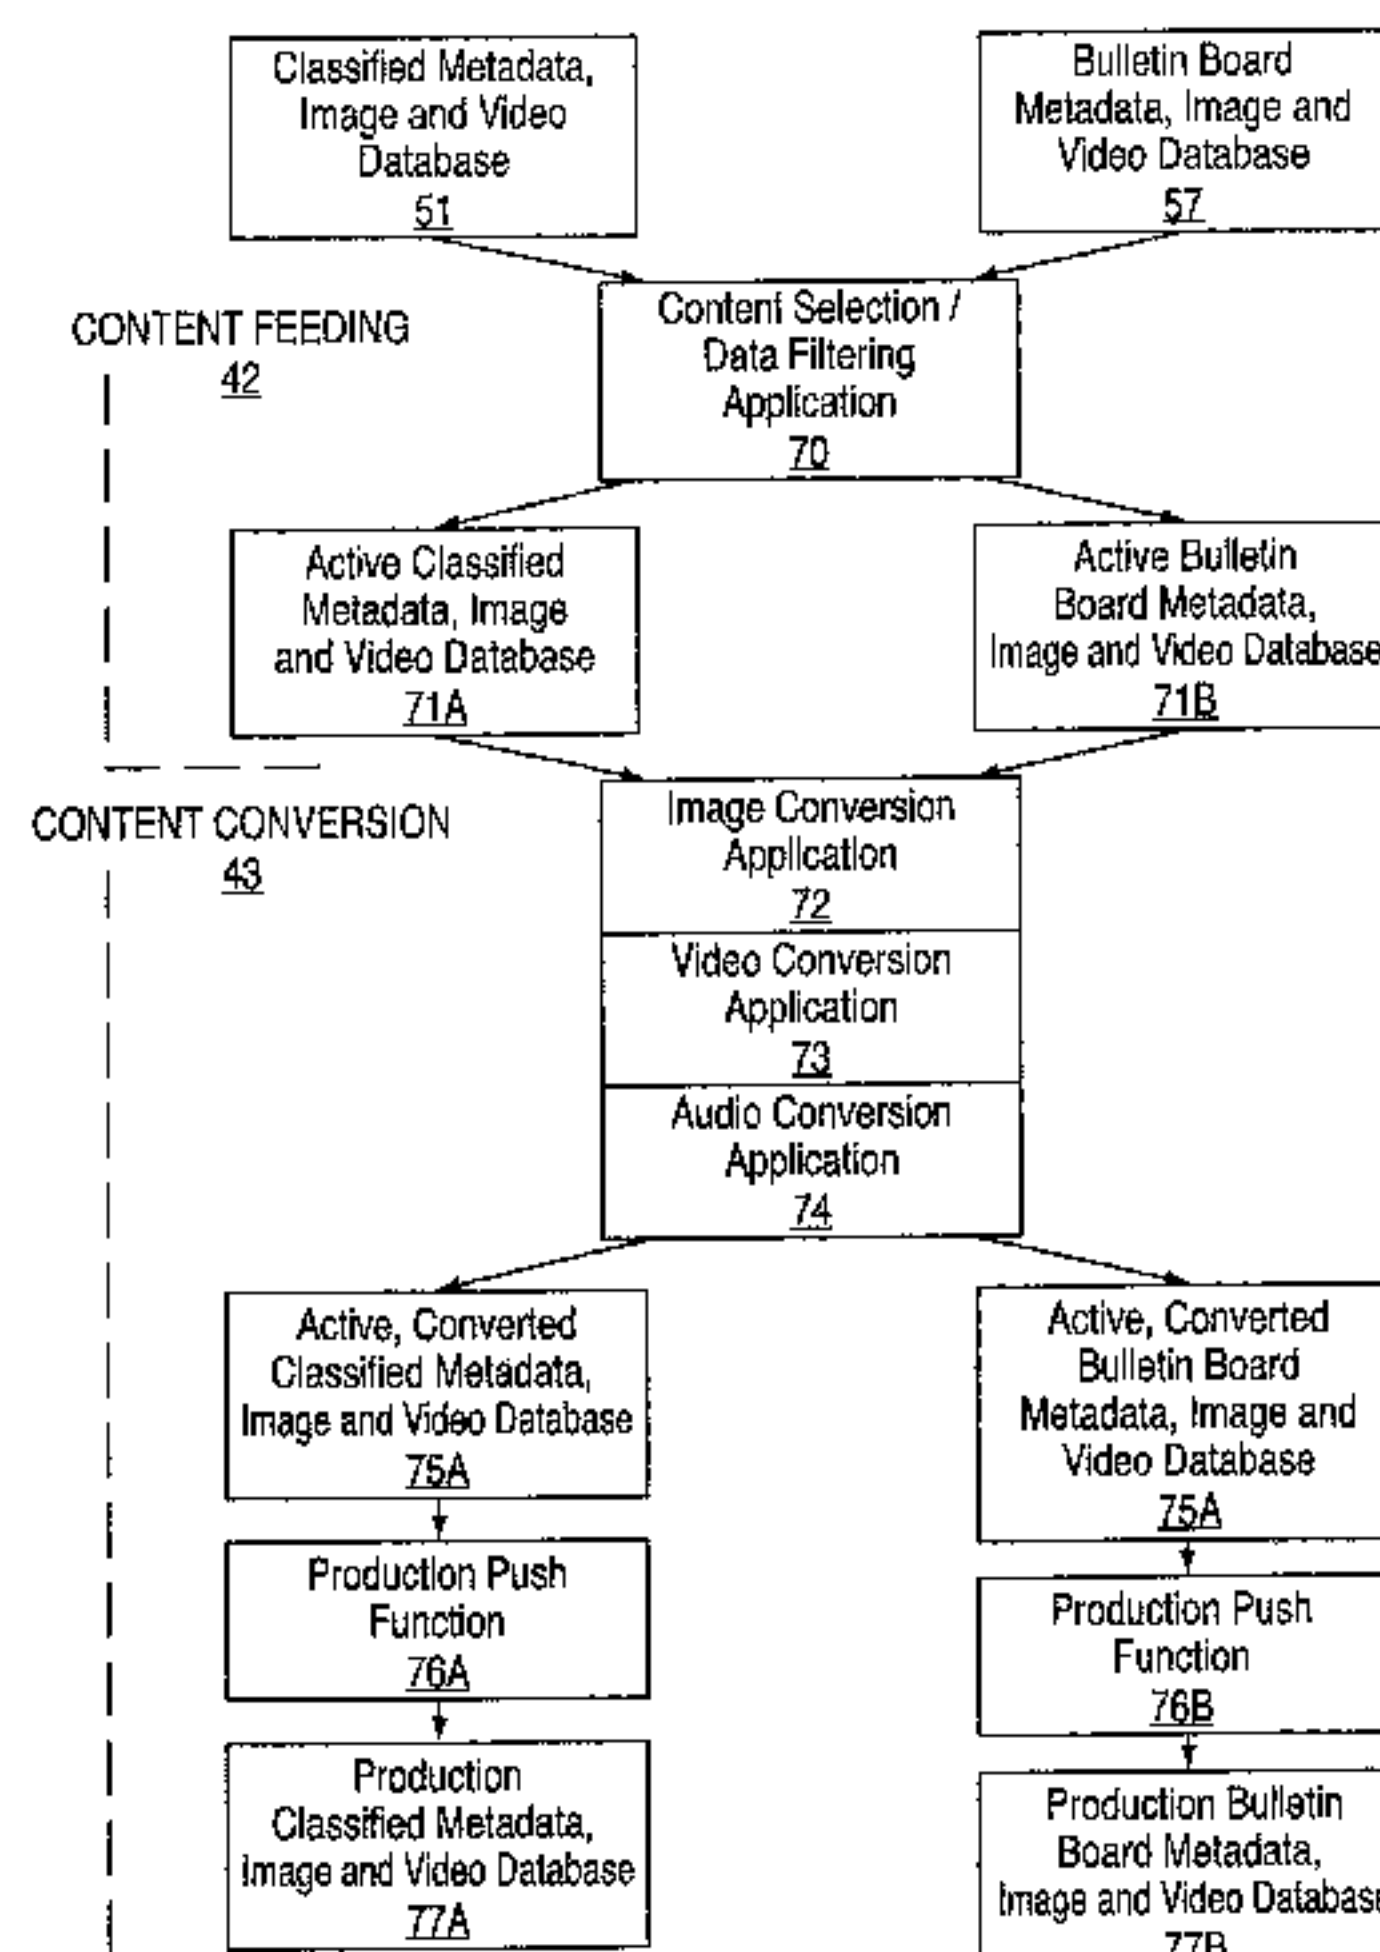 Classified Metadata,
Image and Video
Database
51
Bulletin Board
Metadata, Image and
Video Database
57
CONTENT FEEDING
42
Content Selection /
Data Filtering
Application
70
Active Classified
Metadata, Image
and Video Database
71A
Active Bulletin
Board Metadata,
Image and Video Database
71B
CONTENT CONVERSION
43
Image Conversion
Application
72
Video Conversion
Application
73
Audio Conversion
Application
74
Active, Converted
Classified Metadata,
Image and Video Database
75A
Active, Converted
Bulletin Board
Metadata, Image and
Video Database
75A
Production Push
Function
76A
Production Push
Function
76B
Production
Classified Metadata,
Image and Video Database
77A
Production Bulletin
Board Metadata,
Image and Video Database
77B